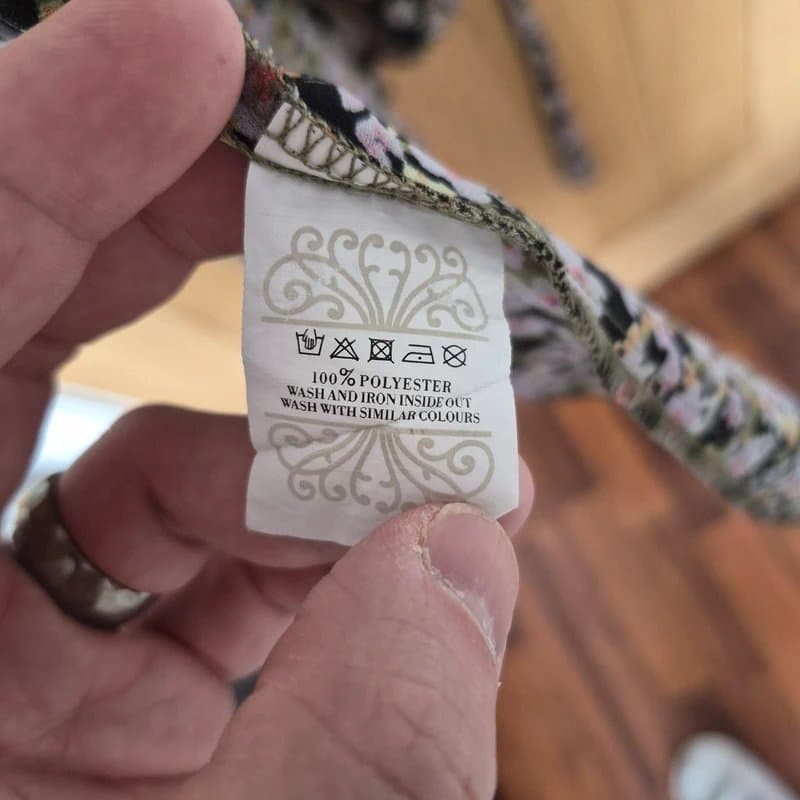 100% POLYESTER
WASH AND IRON INSIDE OUT
WASH WITH SIMILAR COLOURS